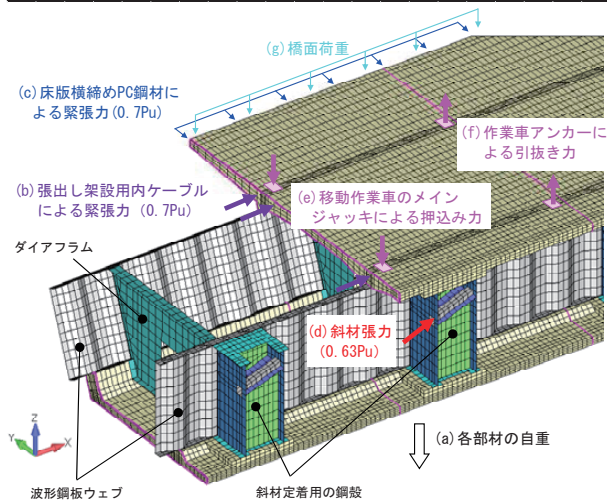 (g)橋面荷重
(c)床版横締めPC鋼材に
よる緊張力(0.7Pu)
(f)作業車アンカーに
よる引抜き力
(b)張出し架設用内ケーブル
による緊張力(0.7Pu)
(e)移動作業車のメイン
ジャッキによる押込み力
ダイアフラム
(d)斜材張力
(0.63Pu)
(a)各部材の自重
Z
Y
X
波形鋼板ウェブ
斜材定着用の鋼殻